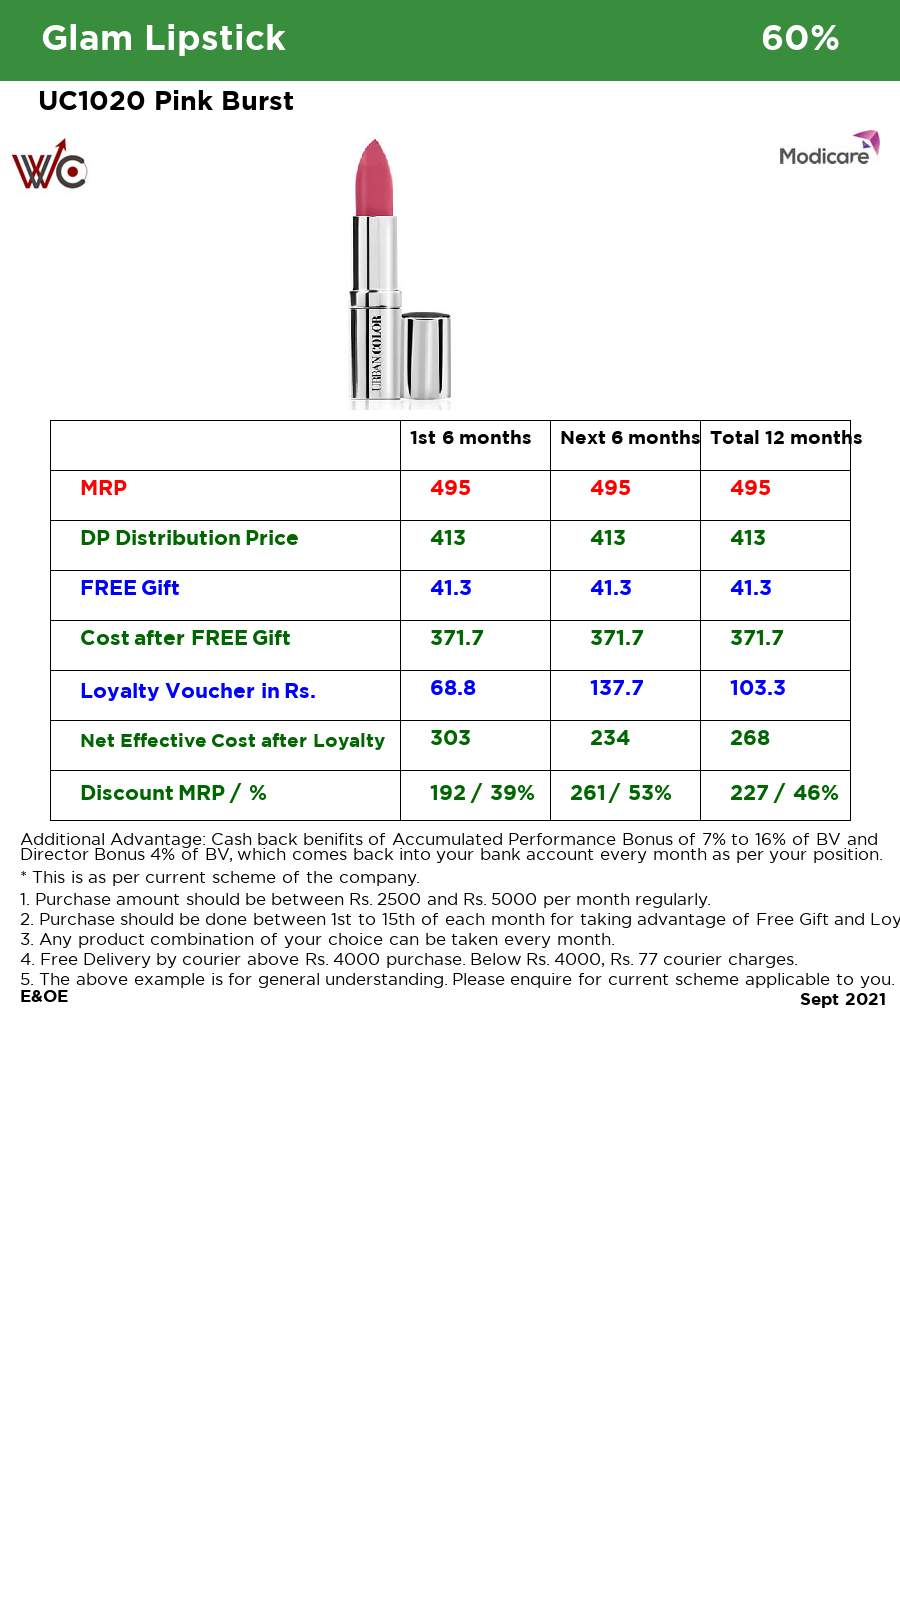 Glam Lipstick 60%
UC1020 Pink Burst
WC
Modicare
URBAN COLOR
1st 6 months Next 6 months Total 12 months
MRP 495 495 495
DP Distribution Price 413 413 413
FREE Gift 41.3 41.3 41.3
Cost after FREE Gift 371.7 371.7 371.7
Loyalty Voucher in Rs. 68.8 137.7 103.3
Net Effective Cost after Loyalty 303 234 268
Discount MRP / % 192 / 39% 261 / 53% 227 / 46%
Additional Advantage: Cash back benifits of Accumulated Performance Bonus of 7% to 16% of BV and
Director Bonus 4% of BV, which comes back into your bank account every month as per your position.
* This is as per current scheme of the company.
1. Purchase amount should be between Rs. 2500 and Rs. 5000 per month regularly.
2. Purchase should be done between 1st to 15th of each month for taking advantage of Free Gift and Loy
3. Any product combination of your choice can be taken every month.
4. Free Delivery by courier above Rs. 4000 purchase. Below Rs. 4000, Rs. 77 courier charges.
5. The above example is for general understanding. Please enquire for current scheme applicable to you.
E&OE
Sept 2021